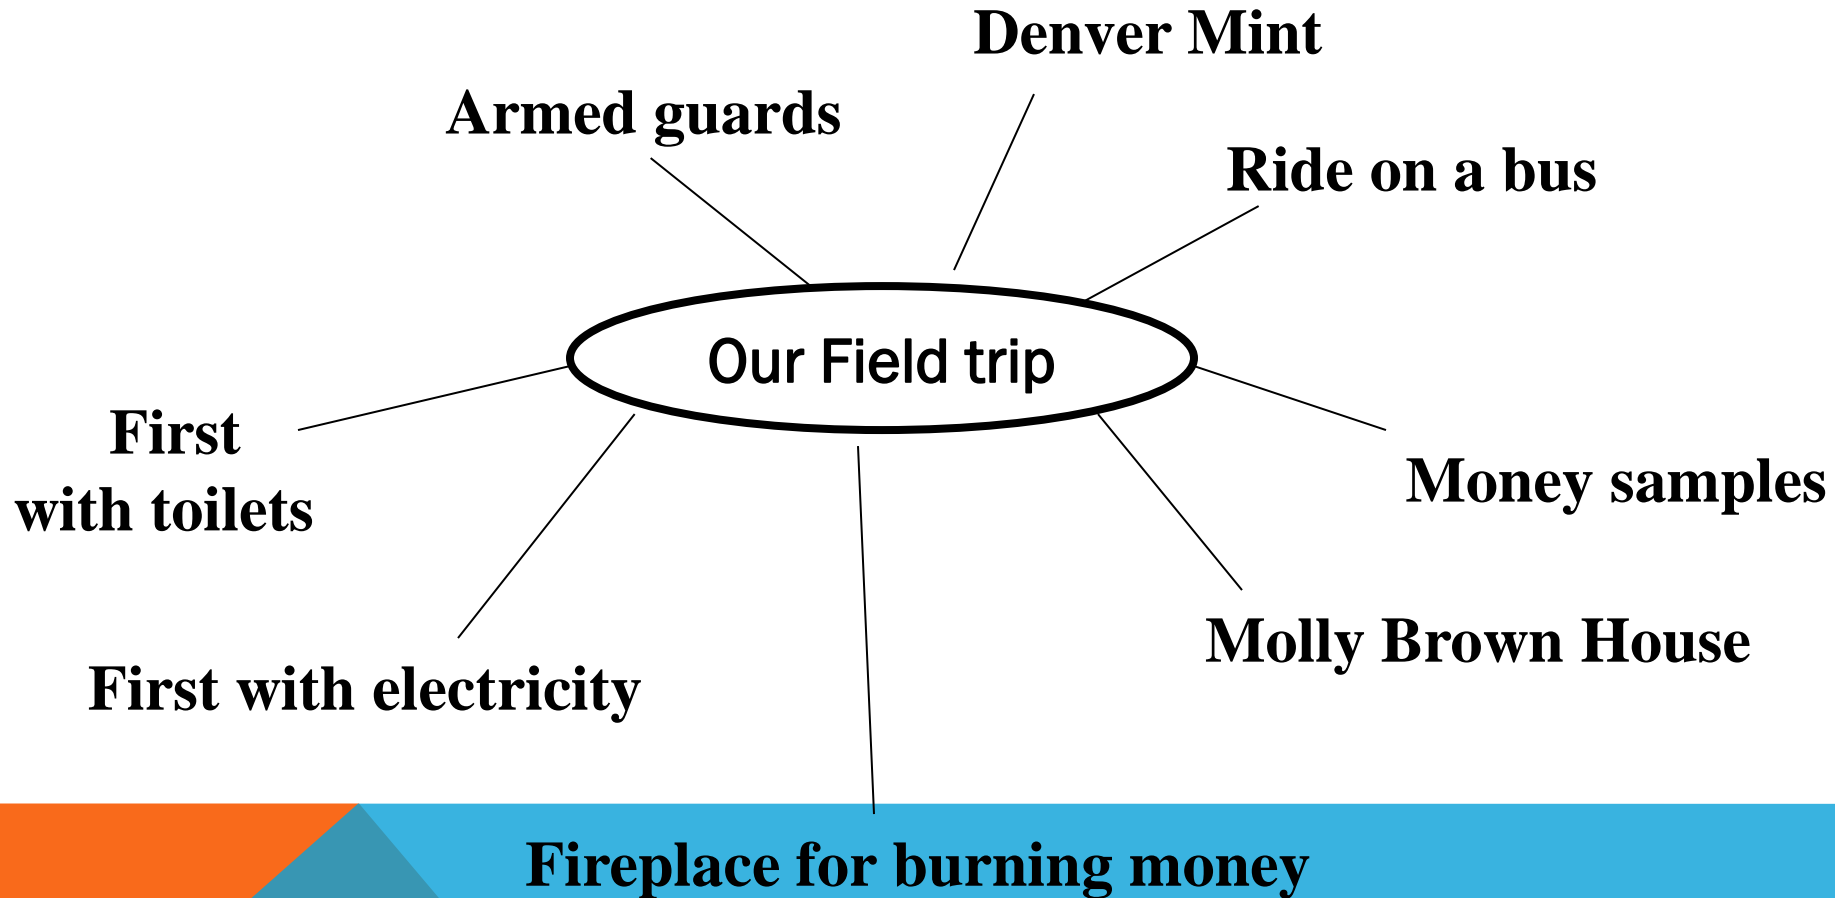 Denver Mint
Armed guards
Ride on a bus
Our Field trip
First
with toilets
Money samples
Molly Brown House
First with electricity
Fireplace for burning money